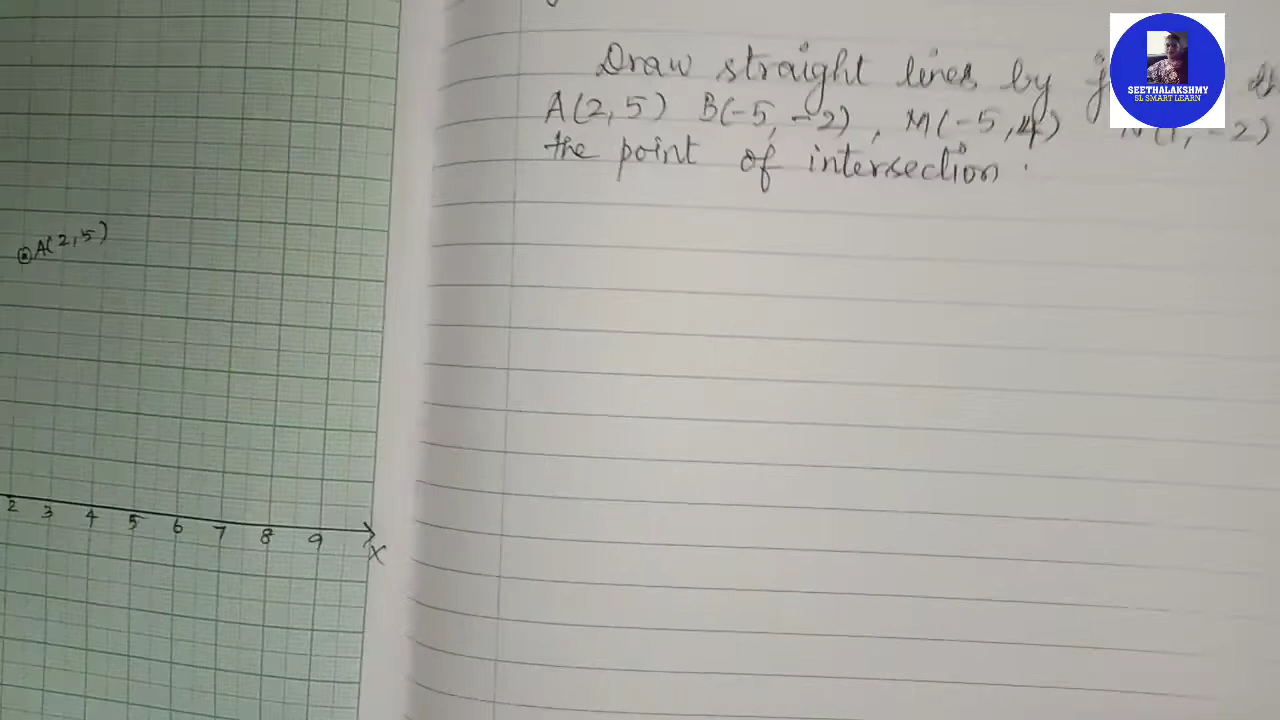 Draw straight lines by
A(2,5) B(-5, -2), M(-5,4) -2)
the point of intersection.
SEETHALAKSHMY
SL SMART LEARN
A(2,5)
2 3 4 5 6 7 8 9
X